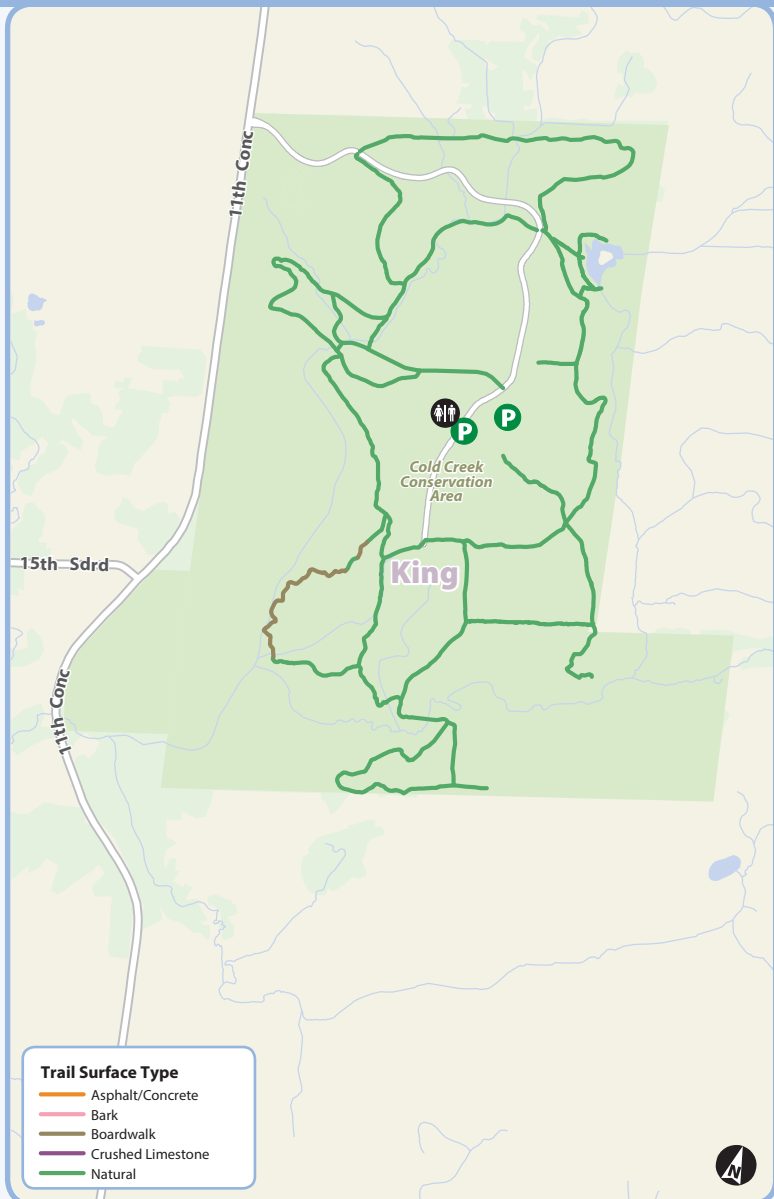 11th Conc
P
P
Cold Creek
Conservation
Area
15th Sdrd
King
11th Conc
Trail Surface Type
Asphalt/Concrete
Bark
Boardwalk
Crushed Limestone
Natural
N